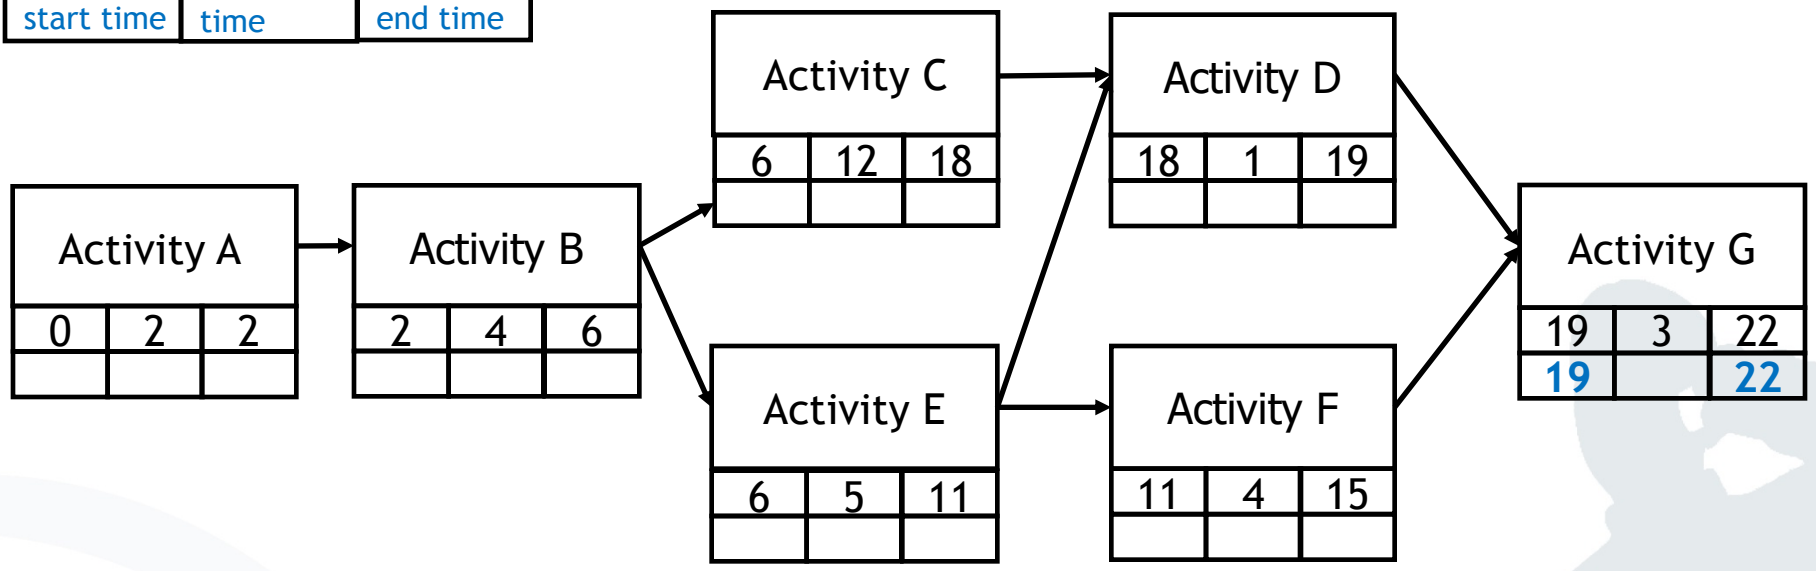 start time time end time
Activity C
6 12 18
Activity D
18 1 19
Activity A
0 2 2
Activity B
2 4 6
Activity G
19 3 22
19 22
Activity E
6 5 11
Activity F
11 4 15